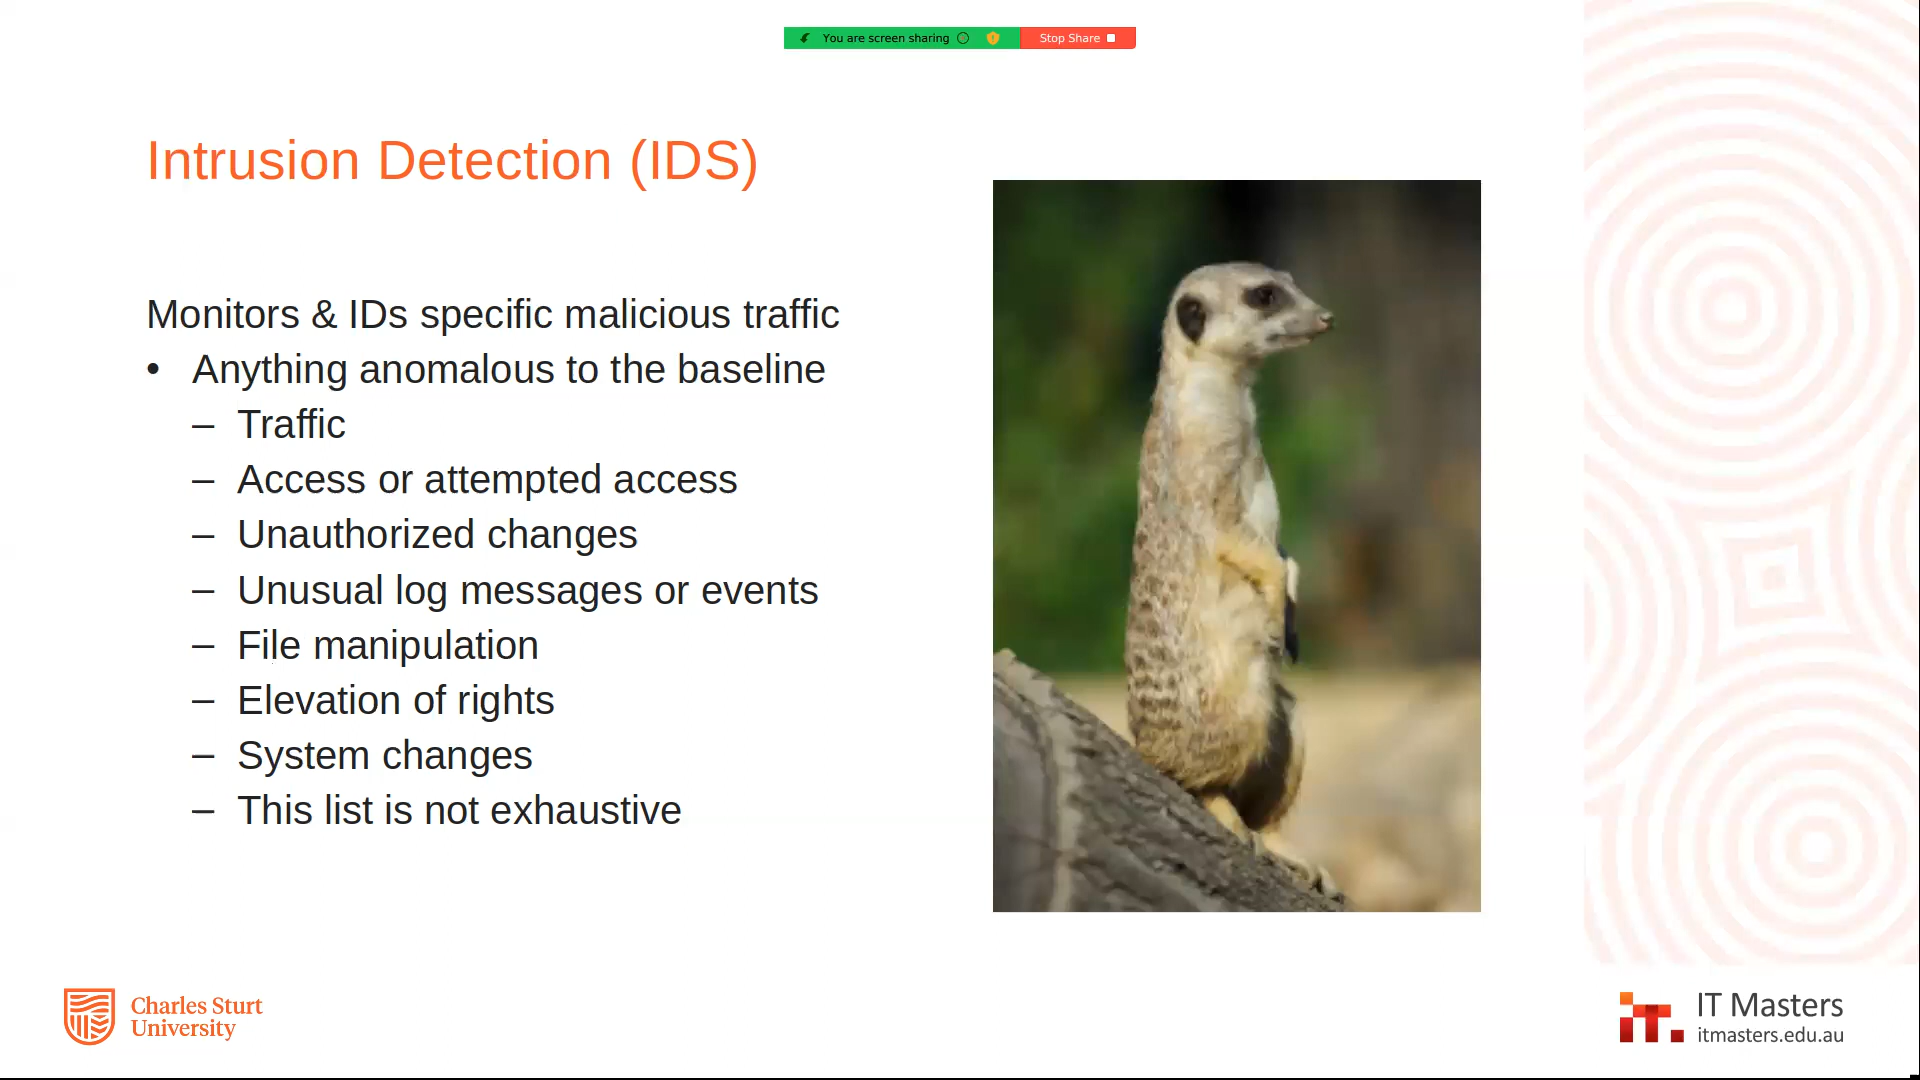 You are screen sharing
Stop Share
Intrusion Detection (IDS)
Monitors & IDs specific malicious traffic
• Anything anomalous to the baseline
– Traffic
– Access or attempted access
– Unauthorized changes
– Unusual log messages or events
– File manipulation
– Elevation of rights
– System changes
– This list is not exhaustive
Charles Sturt
University
it.
IT Masters
itmasters.edu.au